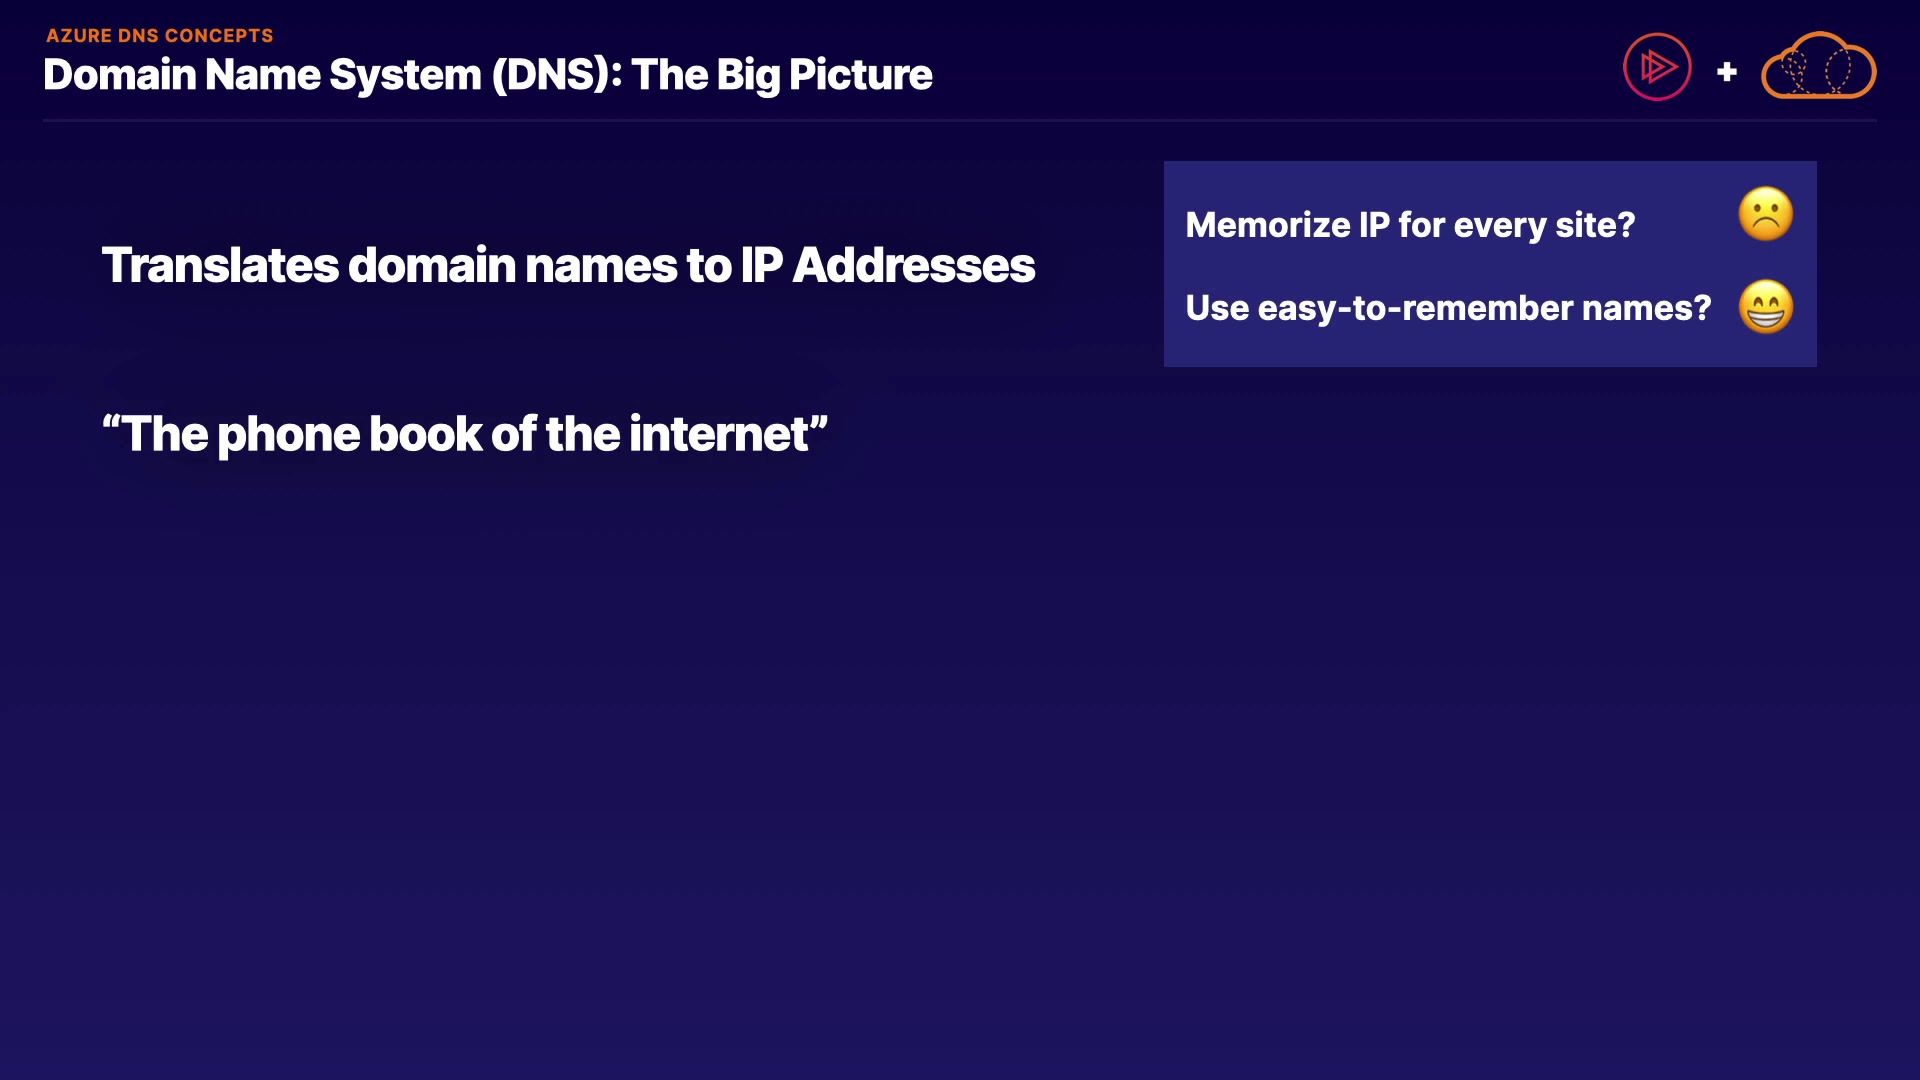 AZURE DNS CONCEPTS
Domain Name System (DNS): The Big Picture
+
Translates domain names to IP Addresses
“The phone book of the internet”
Memorize IP for every site? ☹️
Use easy-to-remember names? 😁